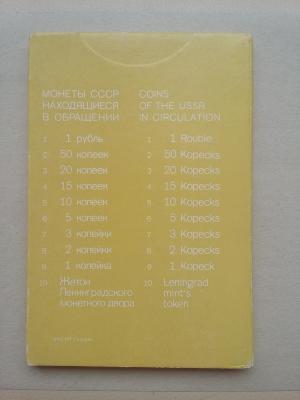 МОНЕТЫ СССР
НАХОДЯЩИЕСЯ
В ОБРАЩЕНИИ
1 1 рубль
2 50 копеек
3 20 копеек
4 15 копеек
5 10 копеек
6 5 копеек
7 3 копейки
8 2 копейки
9 1 копейка
10 Жетон
Ленинградского
монетного двора
COINS
OF THE USSR
IN CIRCULATION
1 1 Rouble
2 50 Kopecks
3 20 Kopecks
4 15 Kopecks
5 10 Kopecks
6 5 Kopecks
7 3 Kopecks
8 2 Kopecks
9 1 Kopeck
10 Leningrad
mint's
token